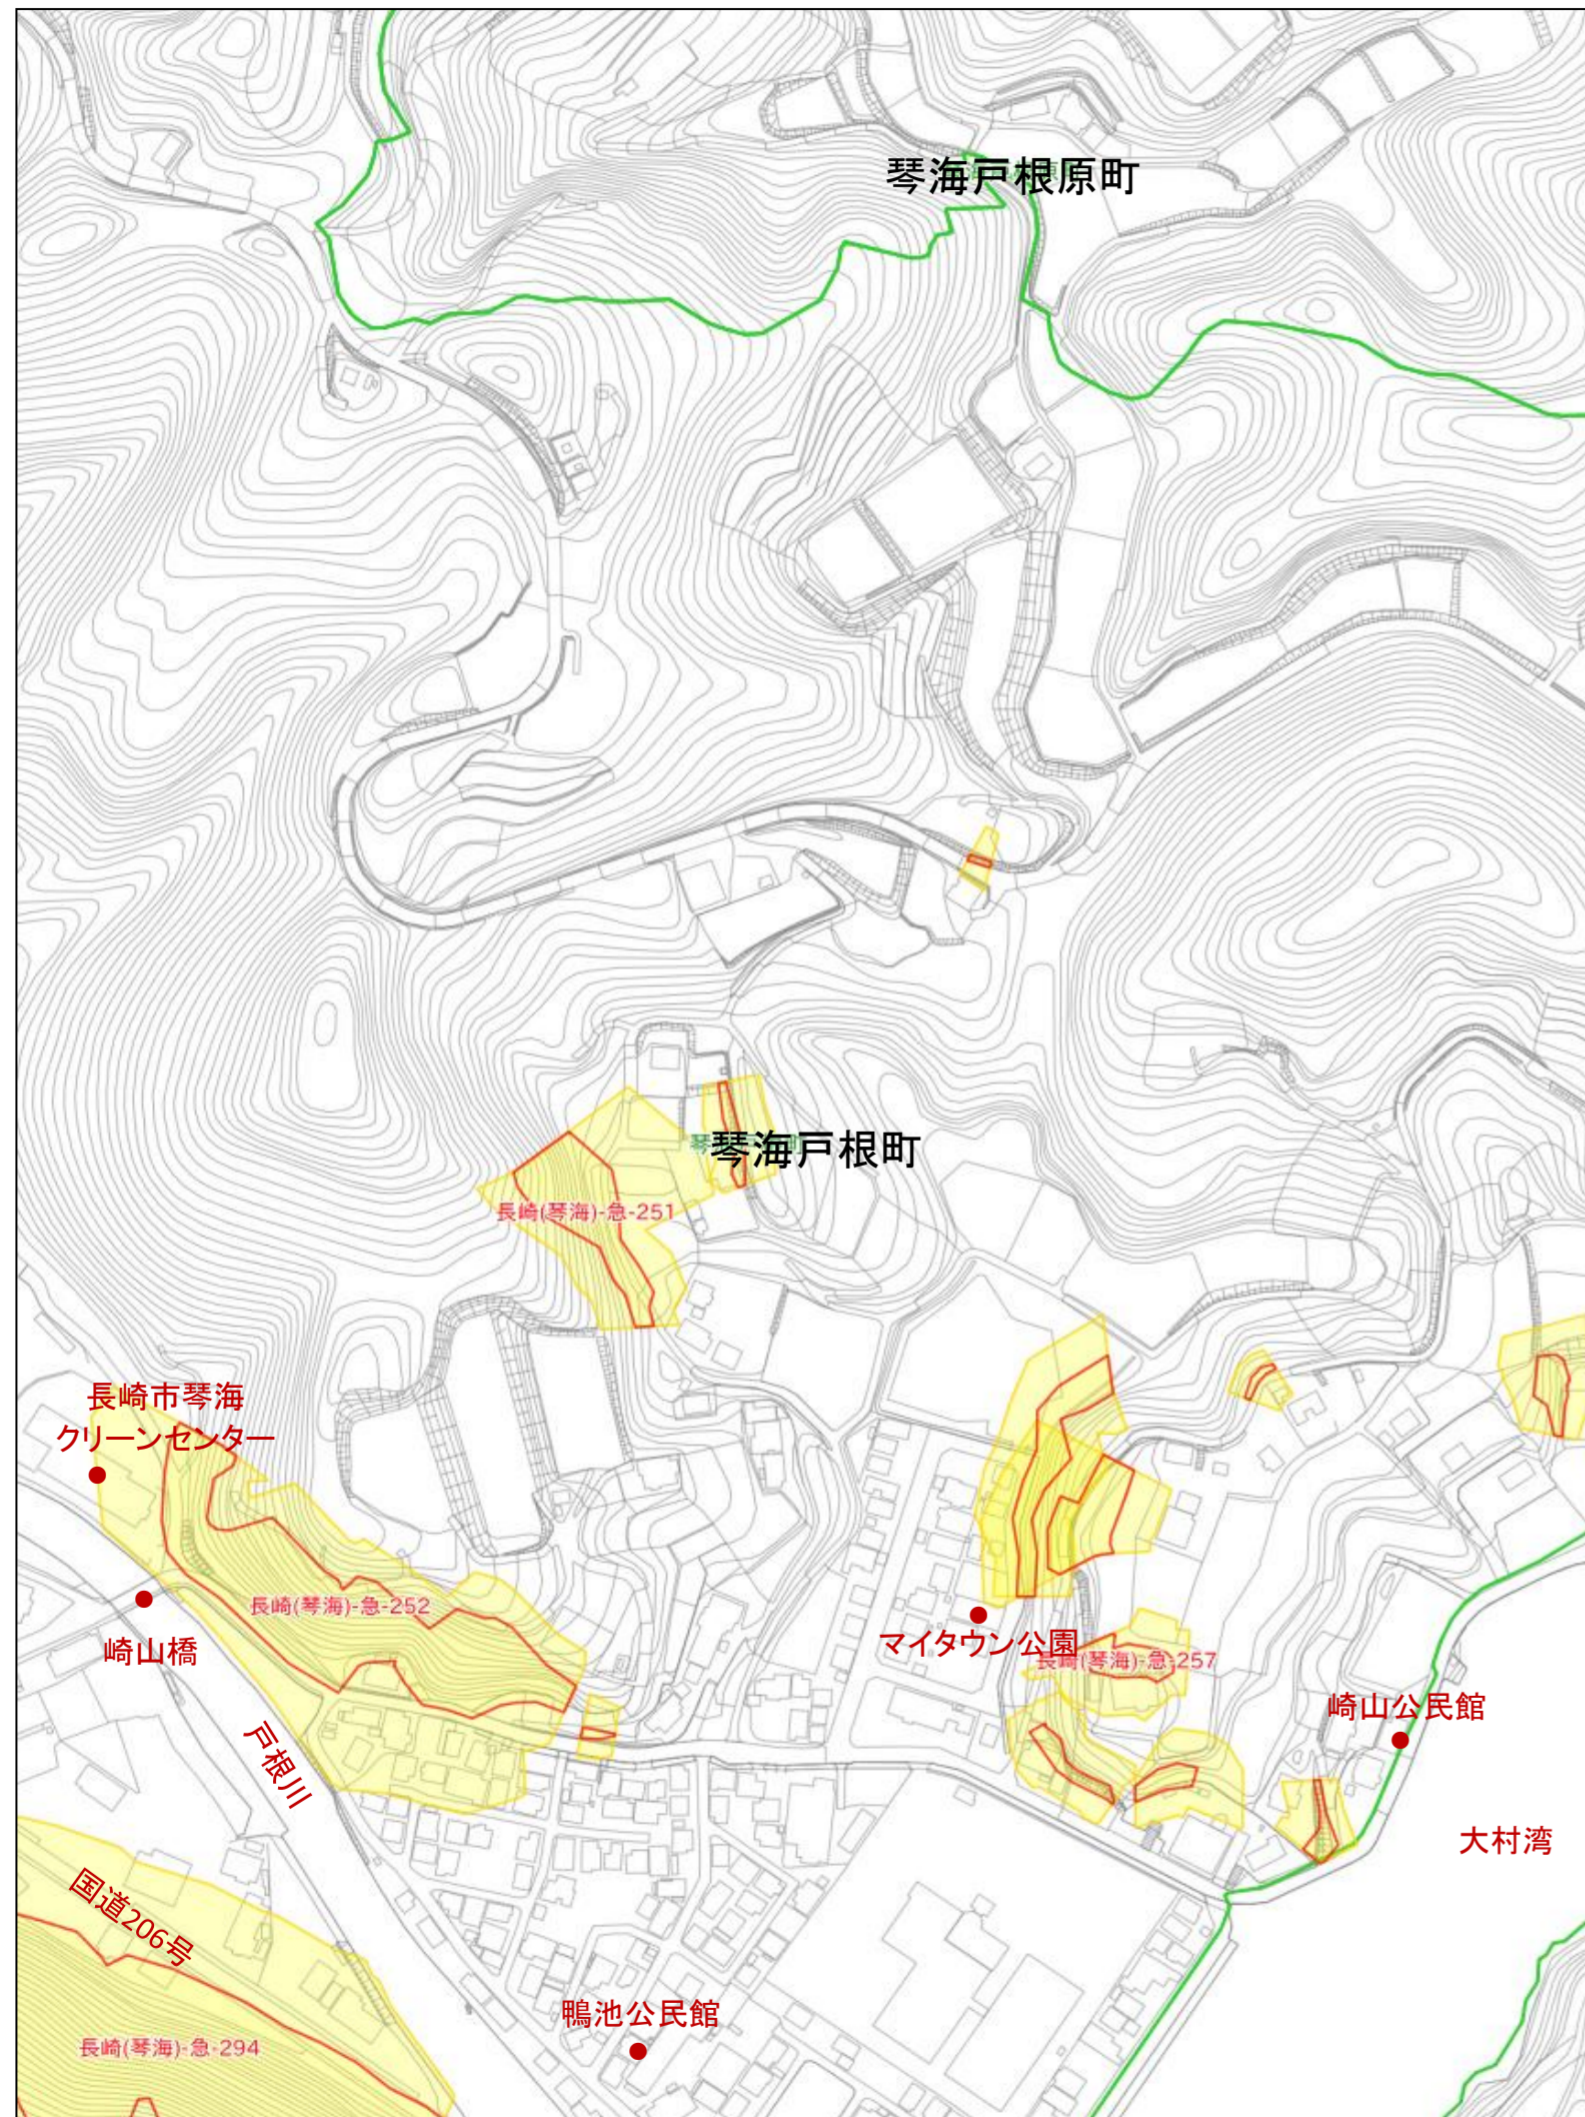 琴海戸根原町
琴海戸根町
長崎(琴海)-急-251
長崎市琴海
クリーンセンター
長崎(琴海)-急-252
崎山橋
マイタウン公園
長崎(琴海)-急-257
崎山公民館
戸根川
大村湾
国道206号
鴨池公民館
長崎(琴海)-急-294